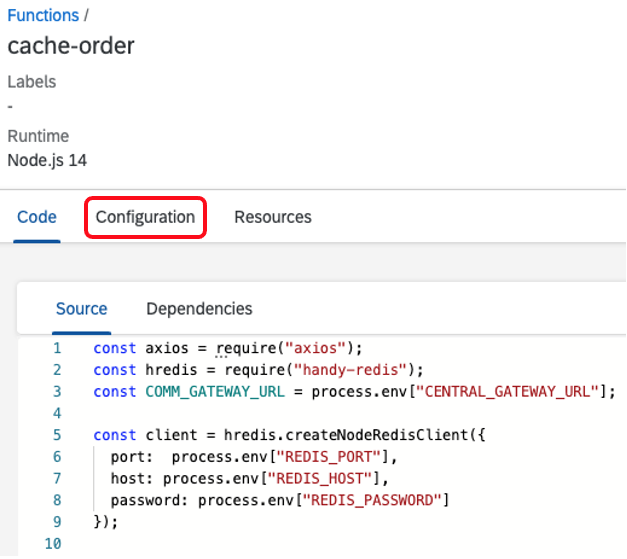 Functions /
cache-order
Labels
-
Runtime
Node.js 14
Code Configuration Resources
Source Dependencies
1 const axios = require("axios");
2 const hredis = require("handy-redis");
3 const COMM_GATEWAY_URL = process.env["CENTRAL_GATEWAY_URL"];
4
5 const client = hredis.createNodeRedisClient({
6   port:  process.env["REDIS_PORT"],
7   host: process.env["REDIS_HOST"],
8   password: process.env["REDIS_PASSWORD"]
9 });
10